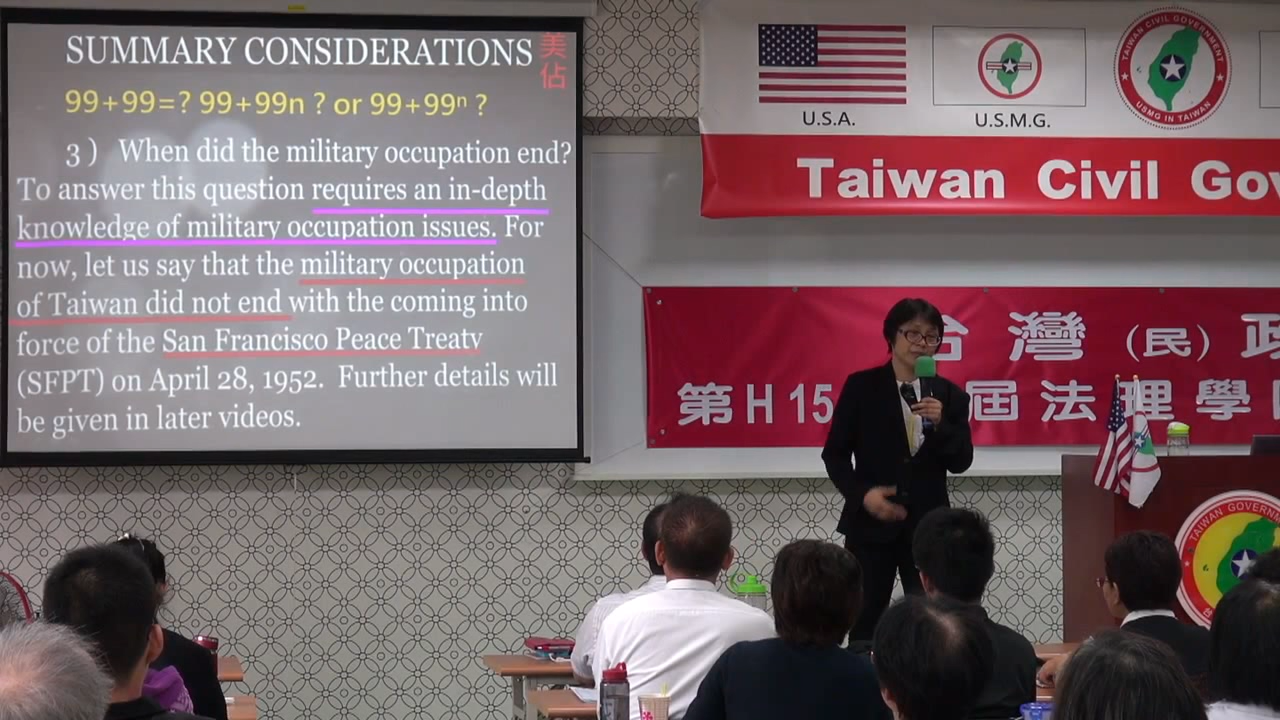 SUMMARY CONSIDERATIONS
美佔
99+99=? 99+99n ? or 99+99ⁿ ?
3 ) When did the military occupation end?
To answer this question requires an in-depth
knowledge of military occupation issues. For
now, let us say that the military occupation
of Taiwan did not end with the coming into
force of the San Francisco Peace Treaty
(SFPT) on April 28, 1952. Further details will
be given in later videos.
U.S.A.
U.S.M.G.
TAIWAN CIVIL GOVERNMENT
USMG IN TAIWAN
Taiwan Civil Gov
台灣(民)政
第H15 屆法理學
TAIWAN GOVERNMENT